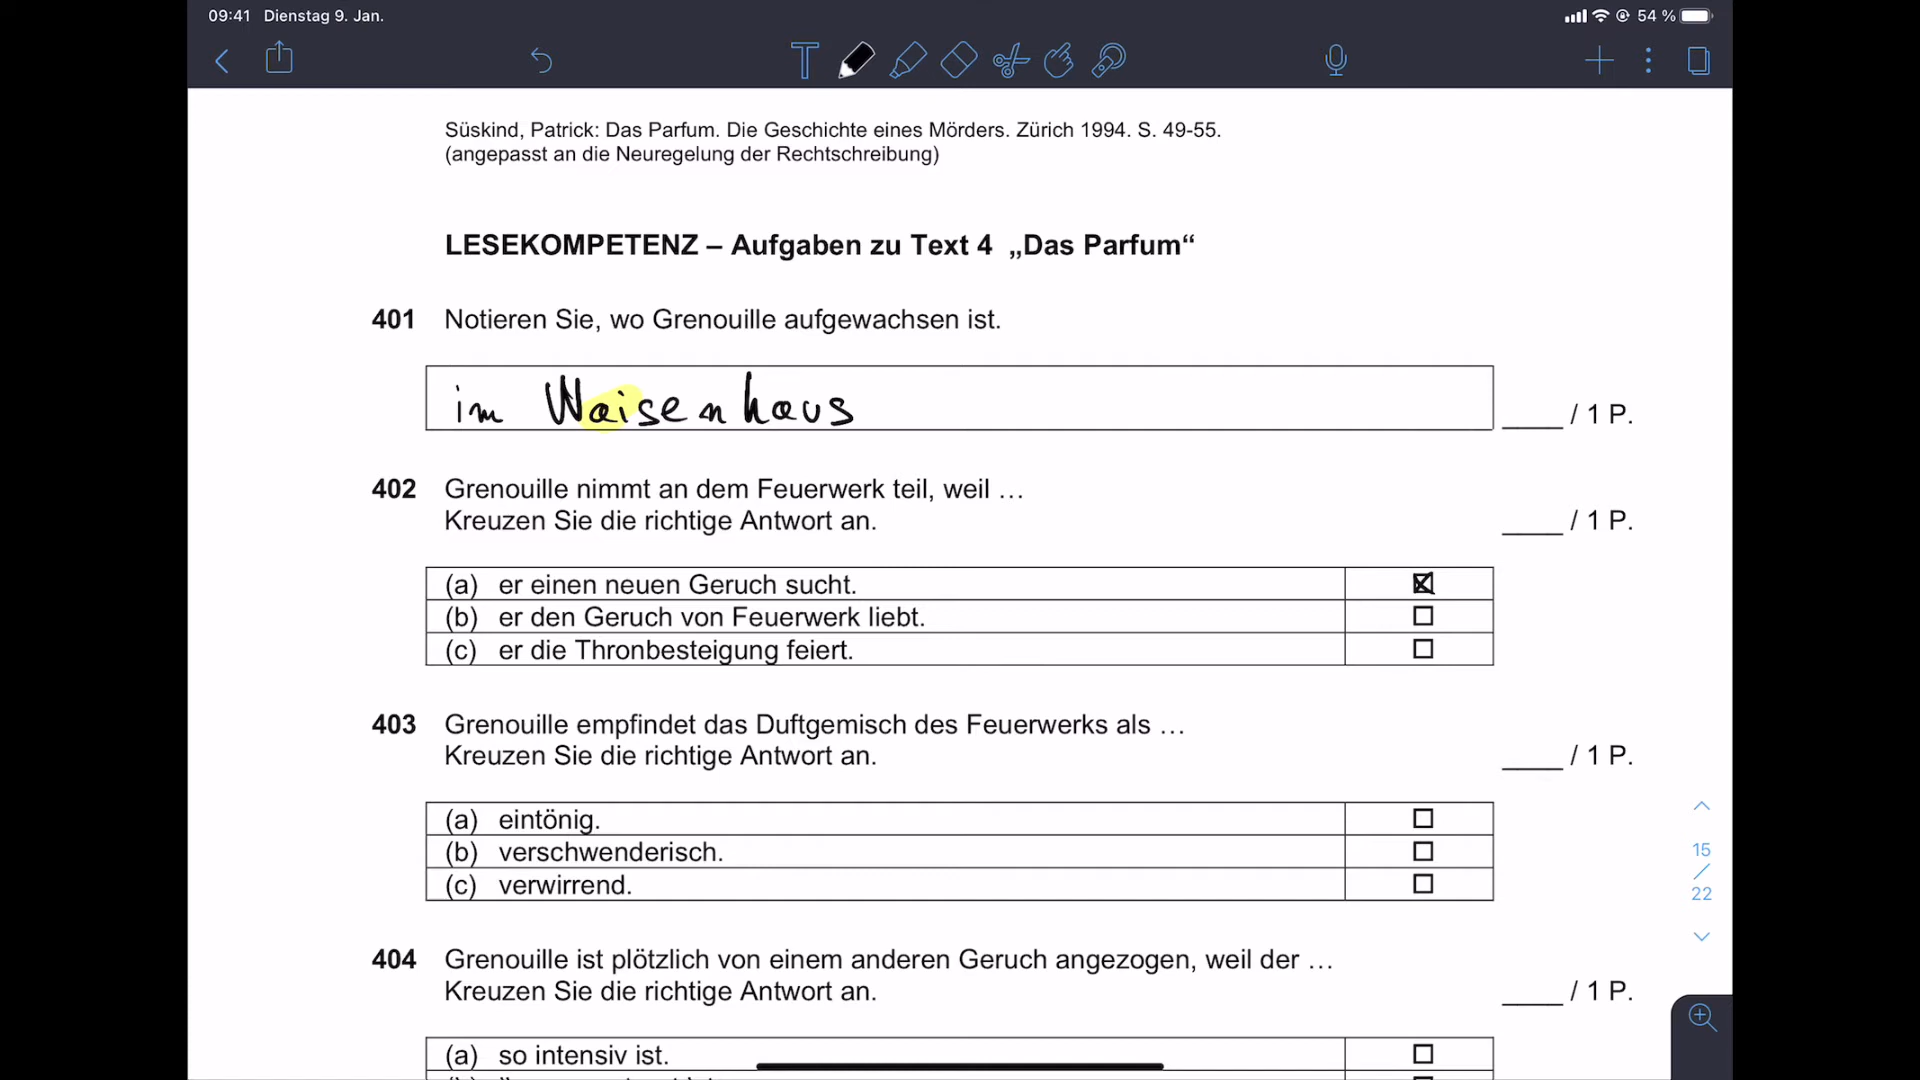 09:41 Dienstag 9. Jan.
54 %
Süskind, Patrick: Das Parfum. Die Geschichte eines Mörders. Zürich 1994. S. 49-55.
(angepasst an die Neuregelung der Rechtschreibung)
LESEKOMPETENZ – Aufgaben zu Text 4 „Das Parfum“
401 Notieren Sie, wo Grenouille aufgewachsen ist.
im Waisenhaus
____ / 1 P.
402 Grenouille nimmt an dem Feuerwerk teil, weil …
Kreuzen Sie die richtige Antwort an.
____ / 1 P.
(a) er einen neuen Geruch sucht.
(b) er den Geruch von Feuerwerk liebt.
(c) er die Thronbesteigung feiert.
403 Grenouille empfindet das Duftgemisch des Feuerwerks als …
Kreuzen Sie die richtige Antwort an.
____ / 1 P.
(a) eintönig.
(b) verschwenderisch.
(c) verwirrend.
15
/
22
404 Grenouille ist plötzlich von einem anderen Geruch angezogen, weil der …
Kreuzen Sie die richtige Antwort an.
____ / 1 P.
(a) so intensiv ist.